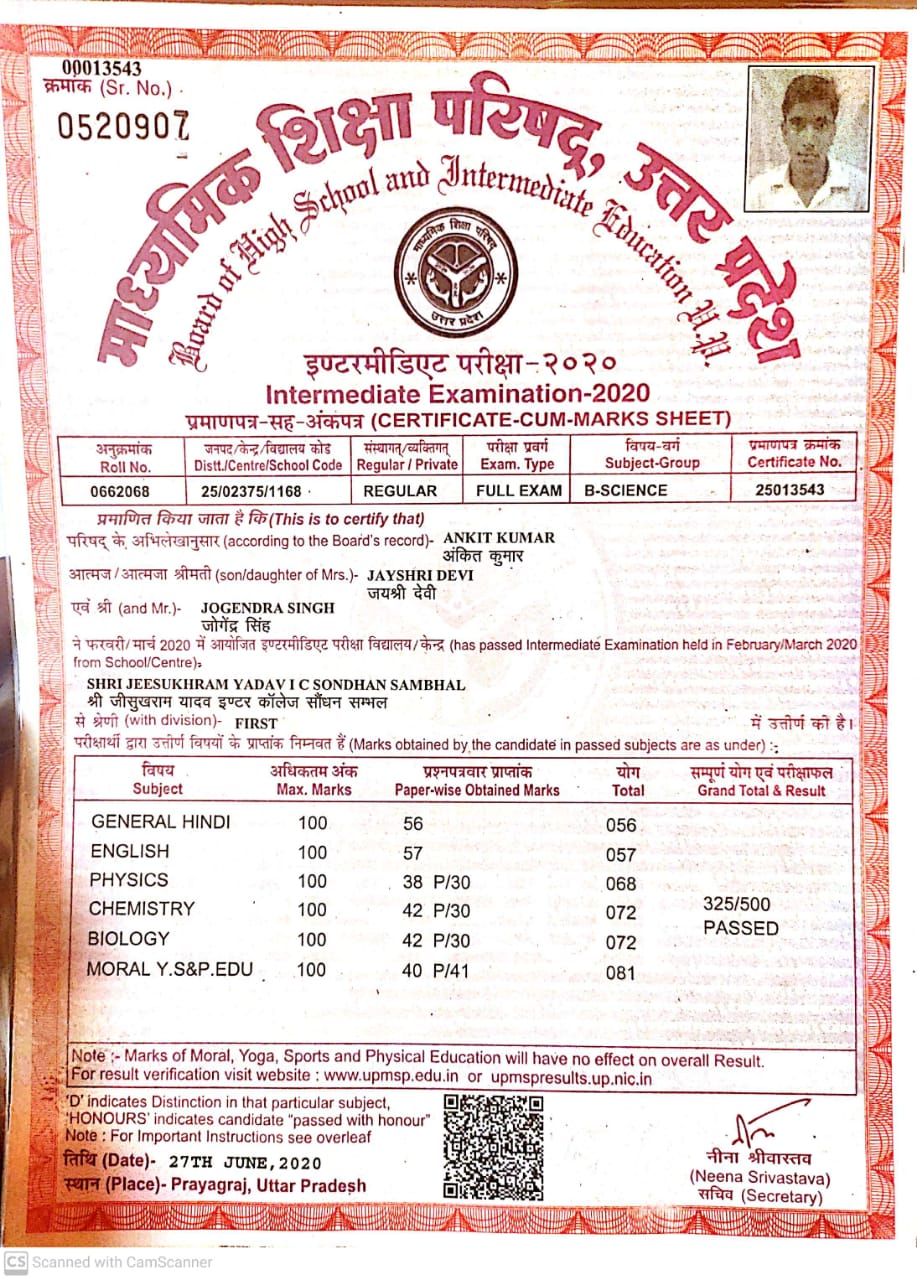 00013543
क्रमांक (Sr. No.)
0520907
माध्यमिक शिक्षा परिषद्, उत्तर प्रदेश
Board of High School and Intermediate Education U.P.
माध्यमिक शिक्षा परिषद्
उत्तर प्रदेश
इण्टरमीडिएट परीक्षा-२०२०
Intermediate Examination-2020
प्रमाणपत्र-सह-अंकपत्र (CERTIFICATE-CUM-MARKS SHEET)
अनुक्रमांक जनपद/केन्द्र/विद्यालय कोड संस्थागत/व्यक्तिगत परीक्षा प्रवर्ग विषय-वर्ग प्रमाणपत्र क्रमांक
Roll No. Distt./Centre/School Code Regular / Private Exam. Type Subject-Group Certificate No.
0662068 25/02375/1168 REGULAR FULL EXAM B-SCIENCE 25013543
प्रमाणित किया जाता है कि (This is to certify that)
परिषद् के अभिलेखानुसार (according to the Board's record)- ANKIT KUMAR
अंकित कुमार
आत्मज/आत्मजा श्रीमती (son/daughter of Mrs.)- JAYSHRI DEVI
जयश्री देवी
एवं श्री (and Mr.)- JOGENDRA SINGH
जोगेंद्र सिंह
ने फरवरी/मार्च 2020 में आयोजित इण्टरमीडिएट परीक्षा विद्यालय/केन्द्र (has passed Intermediate Examination held in February/March 2020
from School/Centre):
SHRI JEESUKHRAM YADAV I C SONDHAN SAMBHAL
श्री जीसुखराम यादव इण्टर कॉलेज सौंधन सम्भल
से श्रेणी (with division)- FIRST में उत्तीर्ण की है।
परीक्षार्थी द्वारा उत्तीर्ण विषयों के प्राप्तांक निम्नवत हैं (Marks obtained by the candidate in passed subjects are as under) :-
विषय अधिकतम अंक प्रश्नपत्रवार प्राप्तांक योग सम्पूर्ण योग एवं परीक्षाफल
Subject Max. Marks Paper-wise Obtained Marks Total Grand Total & Result
GENERAL HINDI 100 56 056
ENGLISH 100 57 057
PHYSICS 100 38 P/30 068
CHEMISTRY 100 42 P/30 072 325/500
BIOLOGY 100 42 P/30 072 PASSED
MORAL Y.S&P.EDU 100 40 P/41 081
Note :- Marks of Moral, Yoga, Sports and Physical Education will have no effect on overall Result.
For result verification visit website : www.upmsp.edu.in or upmspresults.up.nic.in
'D' indicates Distinction in that particular subject,
'HONOURS' indicates candidate "passed with honour"
Note : For Important Instructions see overleaf
तिथि (Date)- 27TH JUNE,2020
स्थान (Place)- Prayagraj, Uttar Pradesh
नीना श्रीवास्तव
(Neena Srivastava)
सचिव (Secretary)
CS Scanned with CamScanner